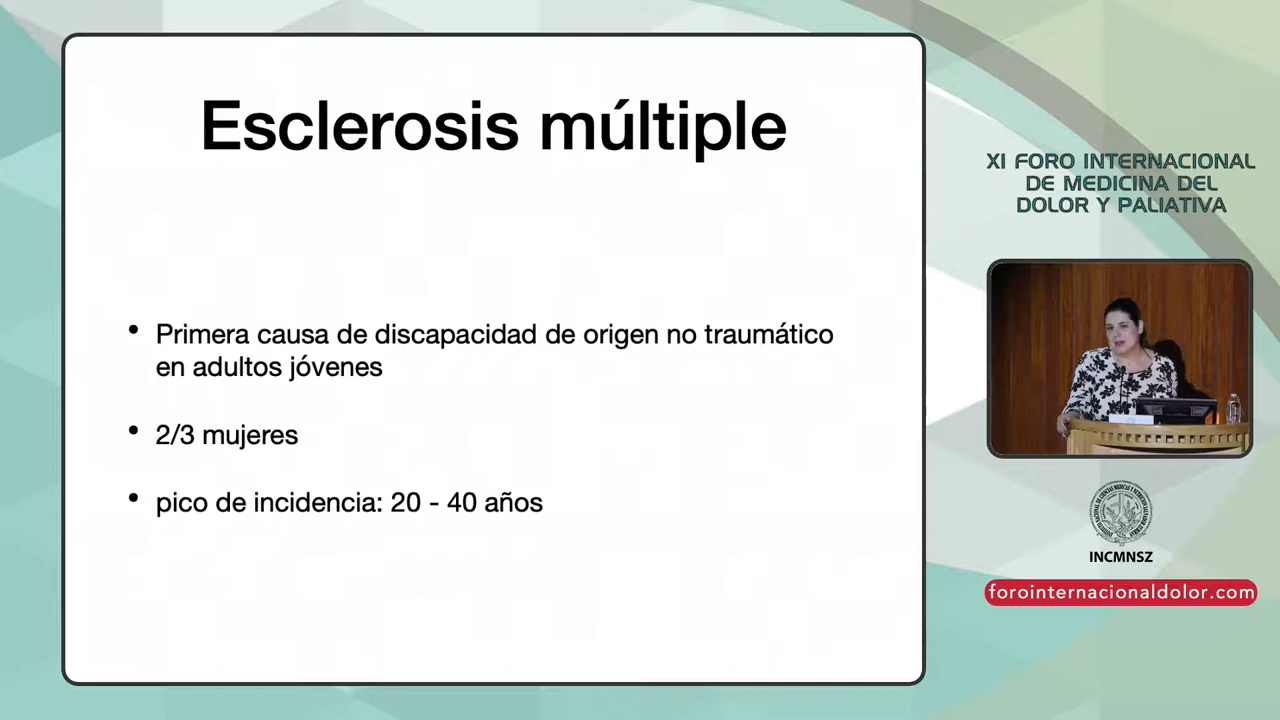 Esclerosis múltiple
• Primera causa de discapacidad de origen no traumático
en adultos jóvenes
• 2/3 mujeres
• pico de incidencia: 20 - 40 años
XI FORO INTERNACIONAL
DE MEDICINA DEL
DOLOR Y PALIATIVA
INCMNSZ
forointernacionaldolor.com